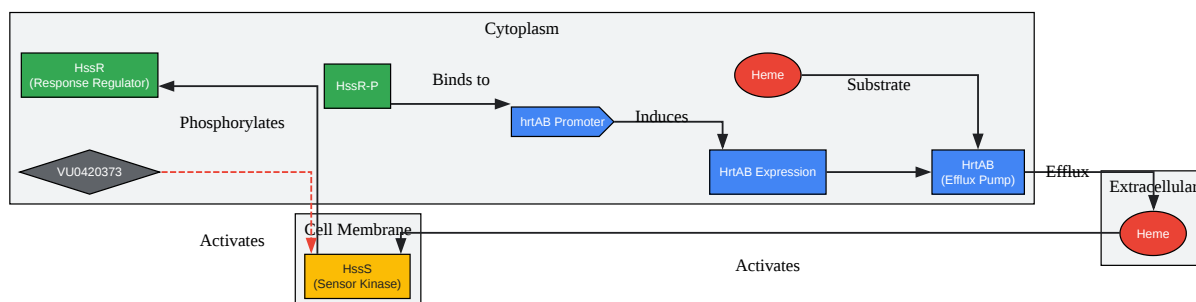 Cytoplasm
HssR
(Response Regulator)
HssR-P
Binds to
Heme
Substrate
hrtAB Promoter
Induces
Phosphorylates
VU0420373
HrtAB Expression
HrtAB
(Efflux Pump)
Efflux
Extracellular
Cell Membrane
Heme
Activates
Activates
HssS
(Sensor Kinase)